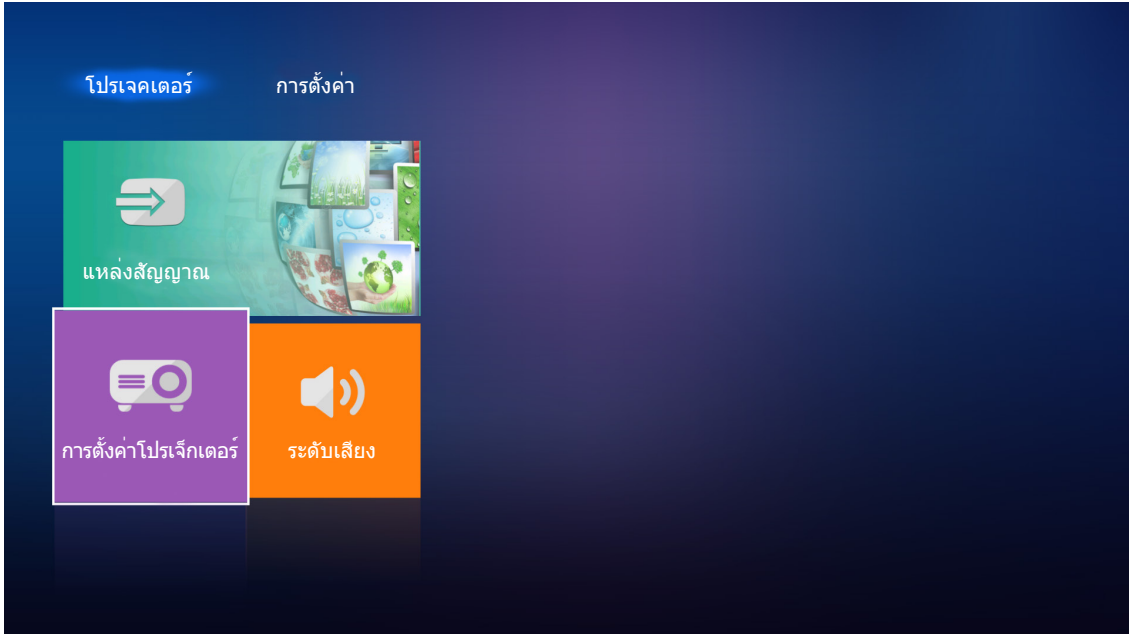 โปรเจคเตอร์ การตั้งค่า
แหล่งสัญญาณ
การตั้งค่าโปรเจ็กเตอร์ ระดับเสียง